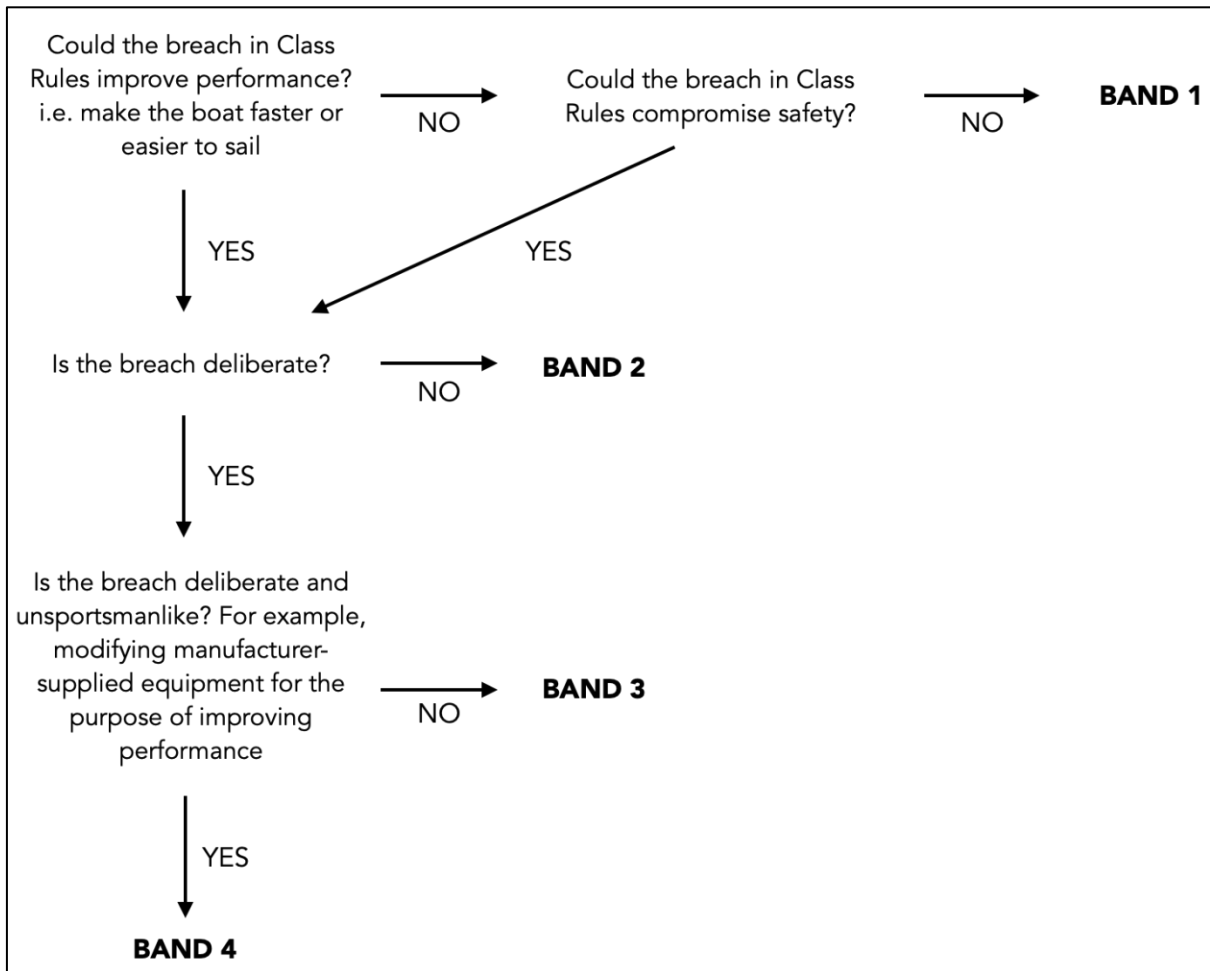 Could the breach in Class
Rules improve performance?
i.e. make the boat faster or
easier to sail
NO
Could the breach in Class
Rules compromise safety?
NO
BAND 1
YES
YES
Is the breach deliberate?
NO
BAND 2
YES
Is the breach deliberate and
unsportsmanlike? For example,
modifying manufacturer-
supplied equipment for the
purpose of improving
performance
NO
BAND 3
YES
BAND 4